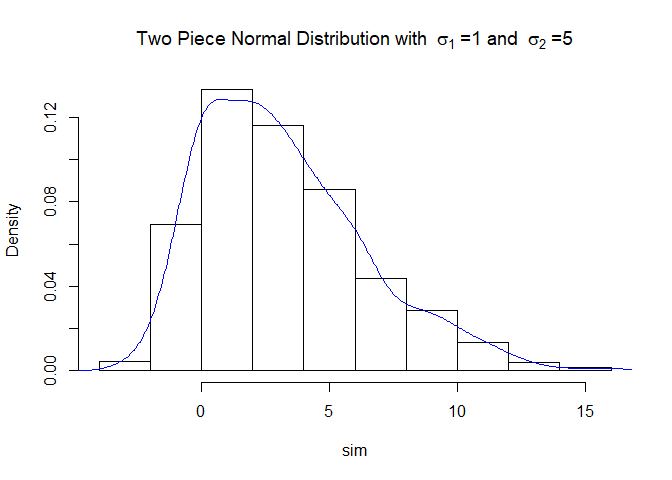 Two Piece Normal Distribution with σ₁ =1 and σ₂ =5
Density
0.12
0.08
0.04
0.00
0 5 10 15
sim